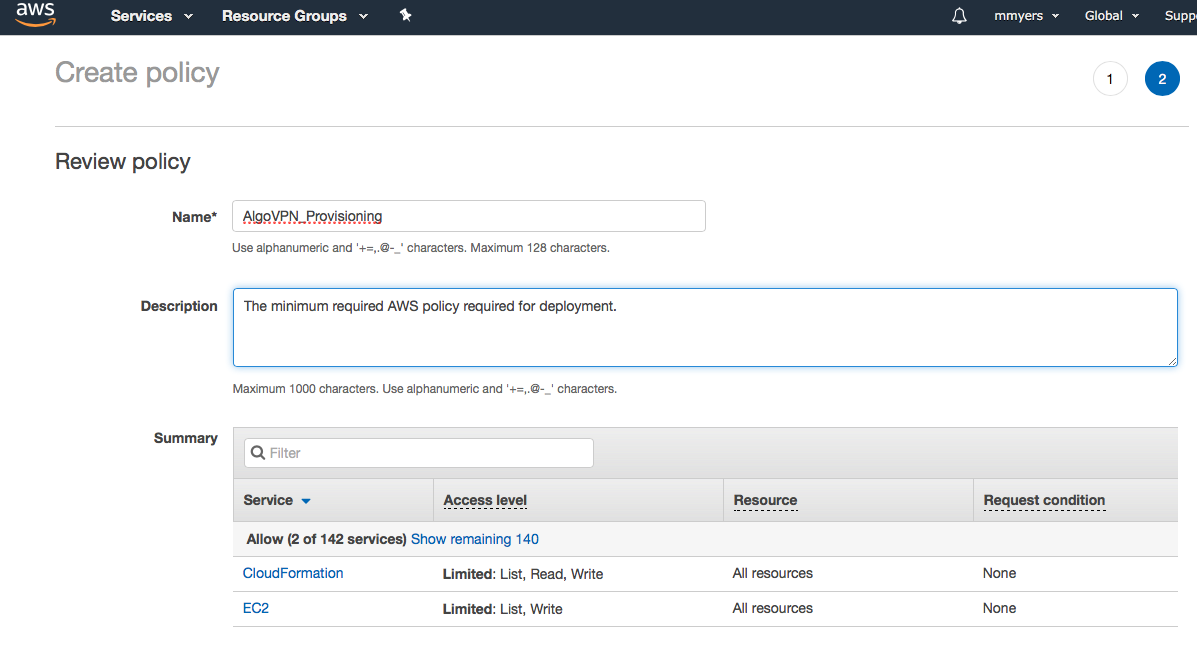 aws Services Resource Groups mmyers Global Supp
Create policy 1 2
Review policy
Name* AlgoVPN_Provisioning
Use alphanumeric and '+=,.@-_' characters. Maximum 128 characters.
Description The minimum required AWS policy required for deployment.
Maximum 1000 characters. Use alphanumeric and '+=,.@-_' characters.
Summary
Filter
Service Access level Resource Request condition
Allow (2 of 142 services) Show remaining 140
CloudFormation Limited: List, Read, Write All resources None
EC2 Limited: List, Write All resources None